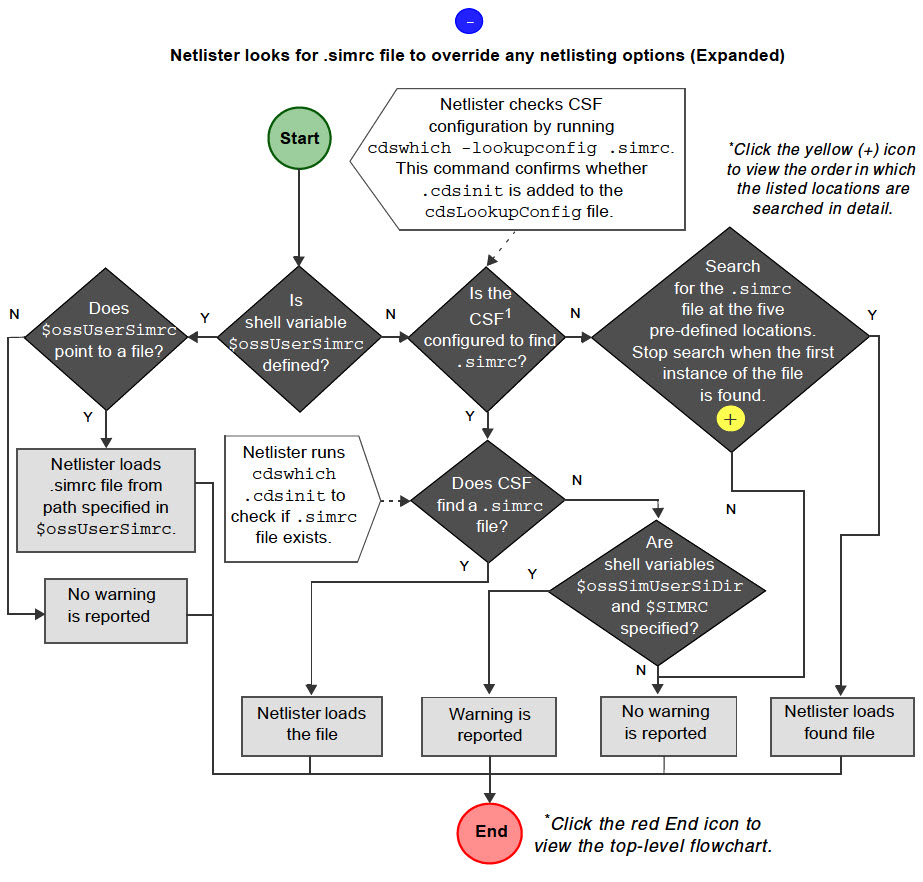 -
Netlister looks for .simrc file to override any netlisting options (Expanded)
Start
Netlister checks CSF
configuration by running
cdswhich -lookupconfig .simrc.
This command confirms whether
.cdsinit is added to the
cdsLookupConfig file.
*Click the yellow (+) icon
to view the order in which
the listed locations are
searched in detail.
N
Does
$ossUserSimrc
point to a file?
Y
Y
Is
shell variable
$ossUserSimrc
defined?
N
Is the
CSF1
configured to find
.simrc?
N
Y
Search
for the .simrc
file at the five
pre-defined locations.
Stop search when the first
instance of the file
is found.
+
Y
N
Netlister loads
.simrc file from
path specified in
$ossUserSimrc.
Netlister runs
cdswhich
.cdsinit to
check if .simrc
file exists.
Does CSF
find a .simrc
file?
N
Y
Are
shell variables
$ossSimUserSiDir
and $SIMRC
specified?
Y
N
No warning
is reported
Netlister loads
the file
Warning is
reported
No warning
is reported
Netlister loads
found file
End
*Click the red End icon to
view the top-level flowchart.